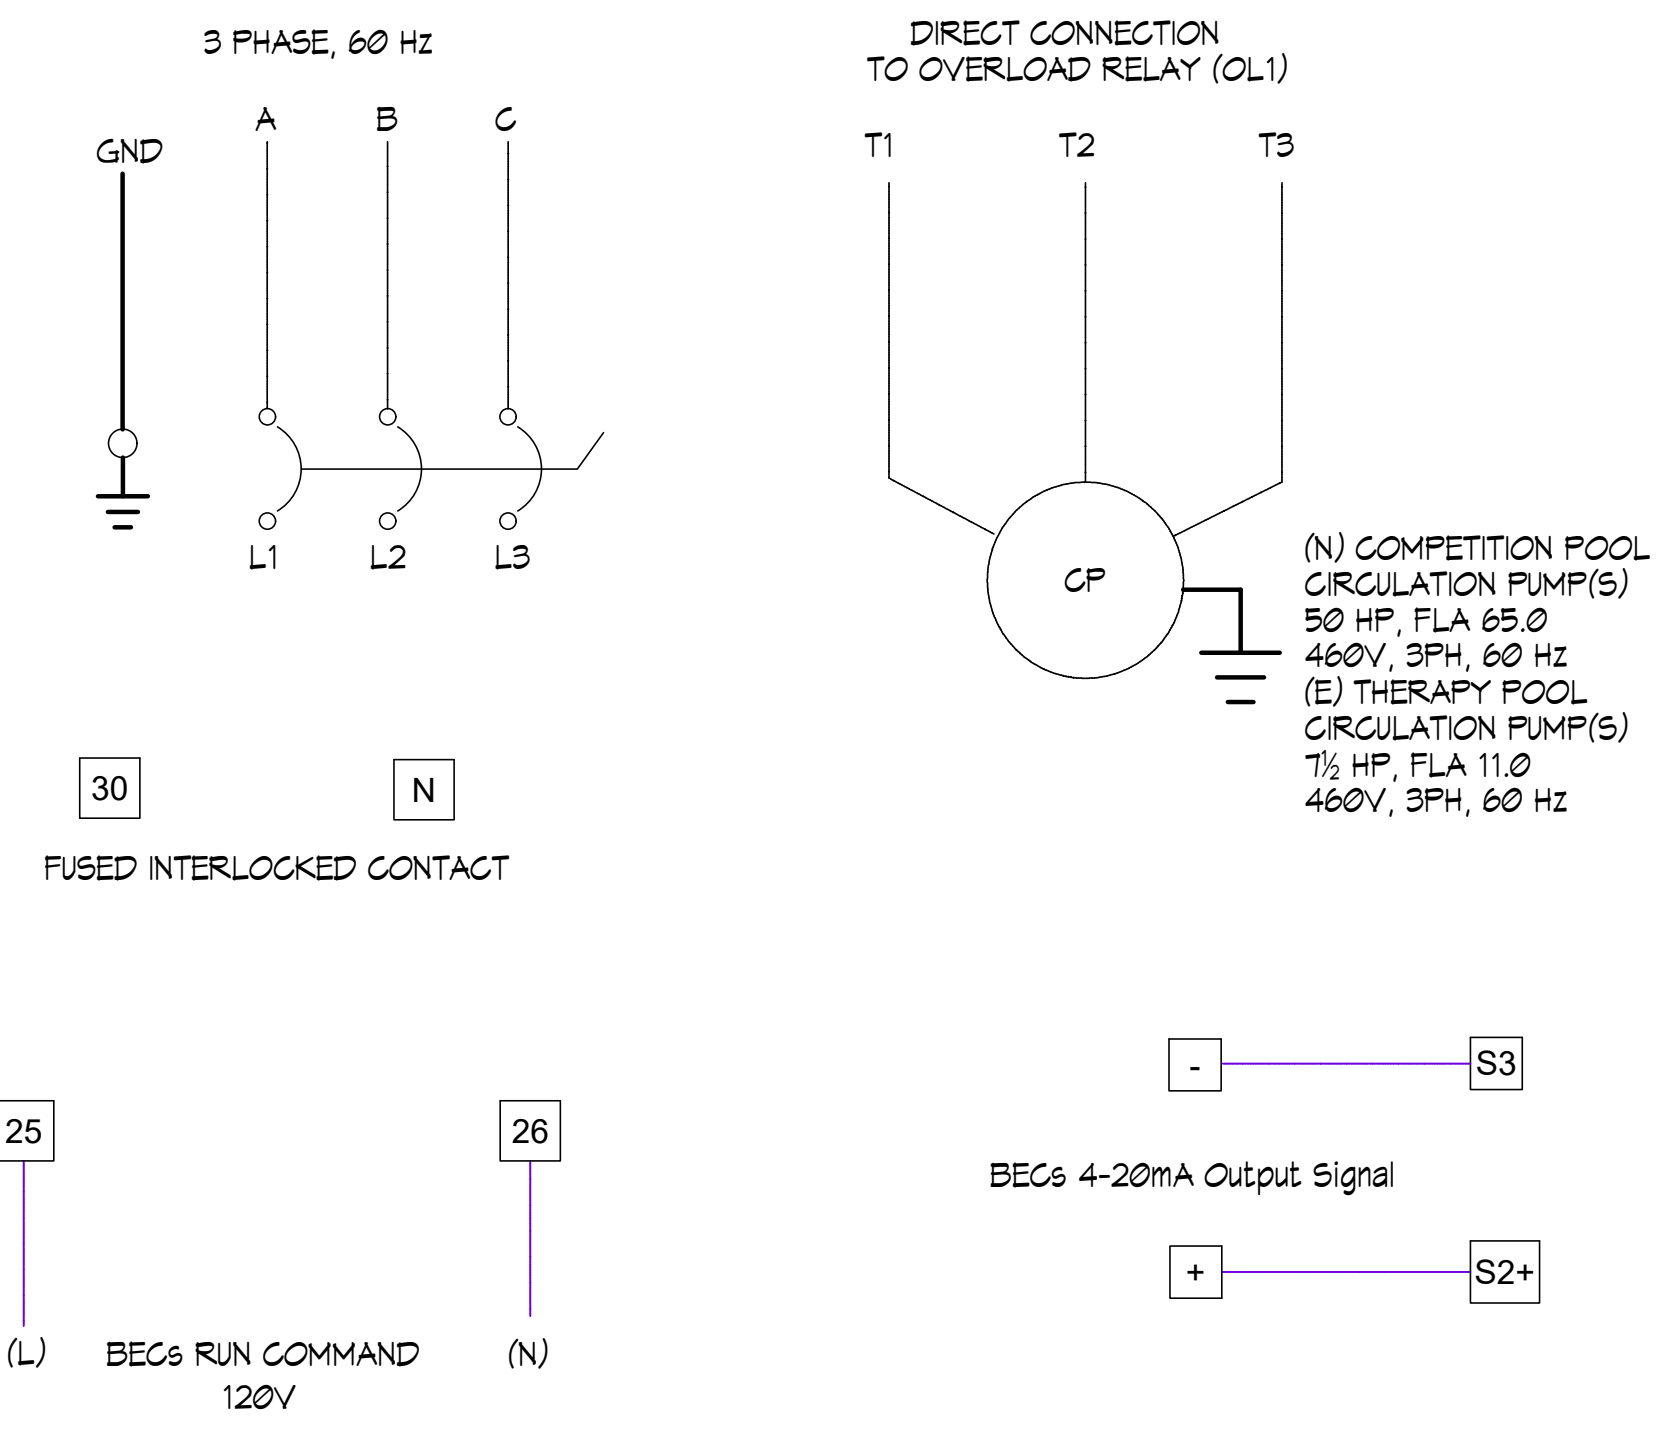 3 PHASE, 60 Hz
A B C
GND
L1 L2 L3
DIRECT CONNECTION
TO OVERLOAD RELAY (OL1)
T1 T2 T3
CP
(N) COMPETITION POOL
CIRCULATION PUMP(S)
50 HP, FLA 65.0
460V, 3PH, 60 Hz
(E) THERAPY POOL
CIRCULATION PUMP(S)
7½ HP, FLA 11.0
460V, 3PH, 60 Hz
30 N
FUSED INTERLOCKED CONTACT
25 26
(L) BECs RUN COMMAND (N)
120V
- S3
BECs 4-20mA Output Signal
+ S2+